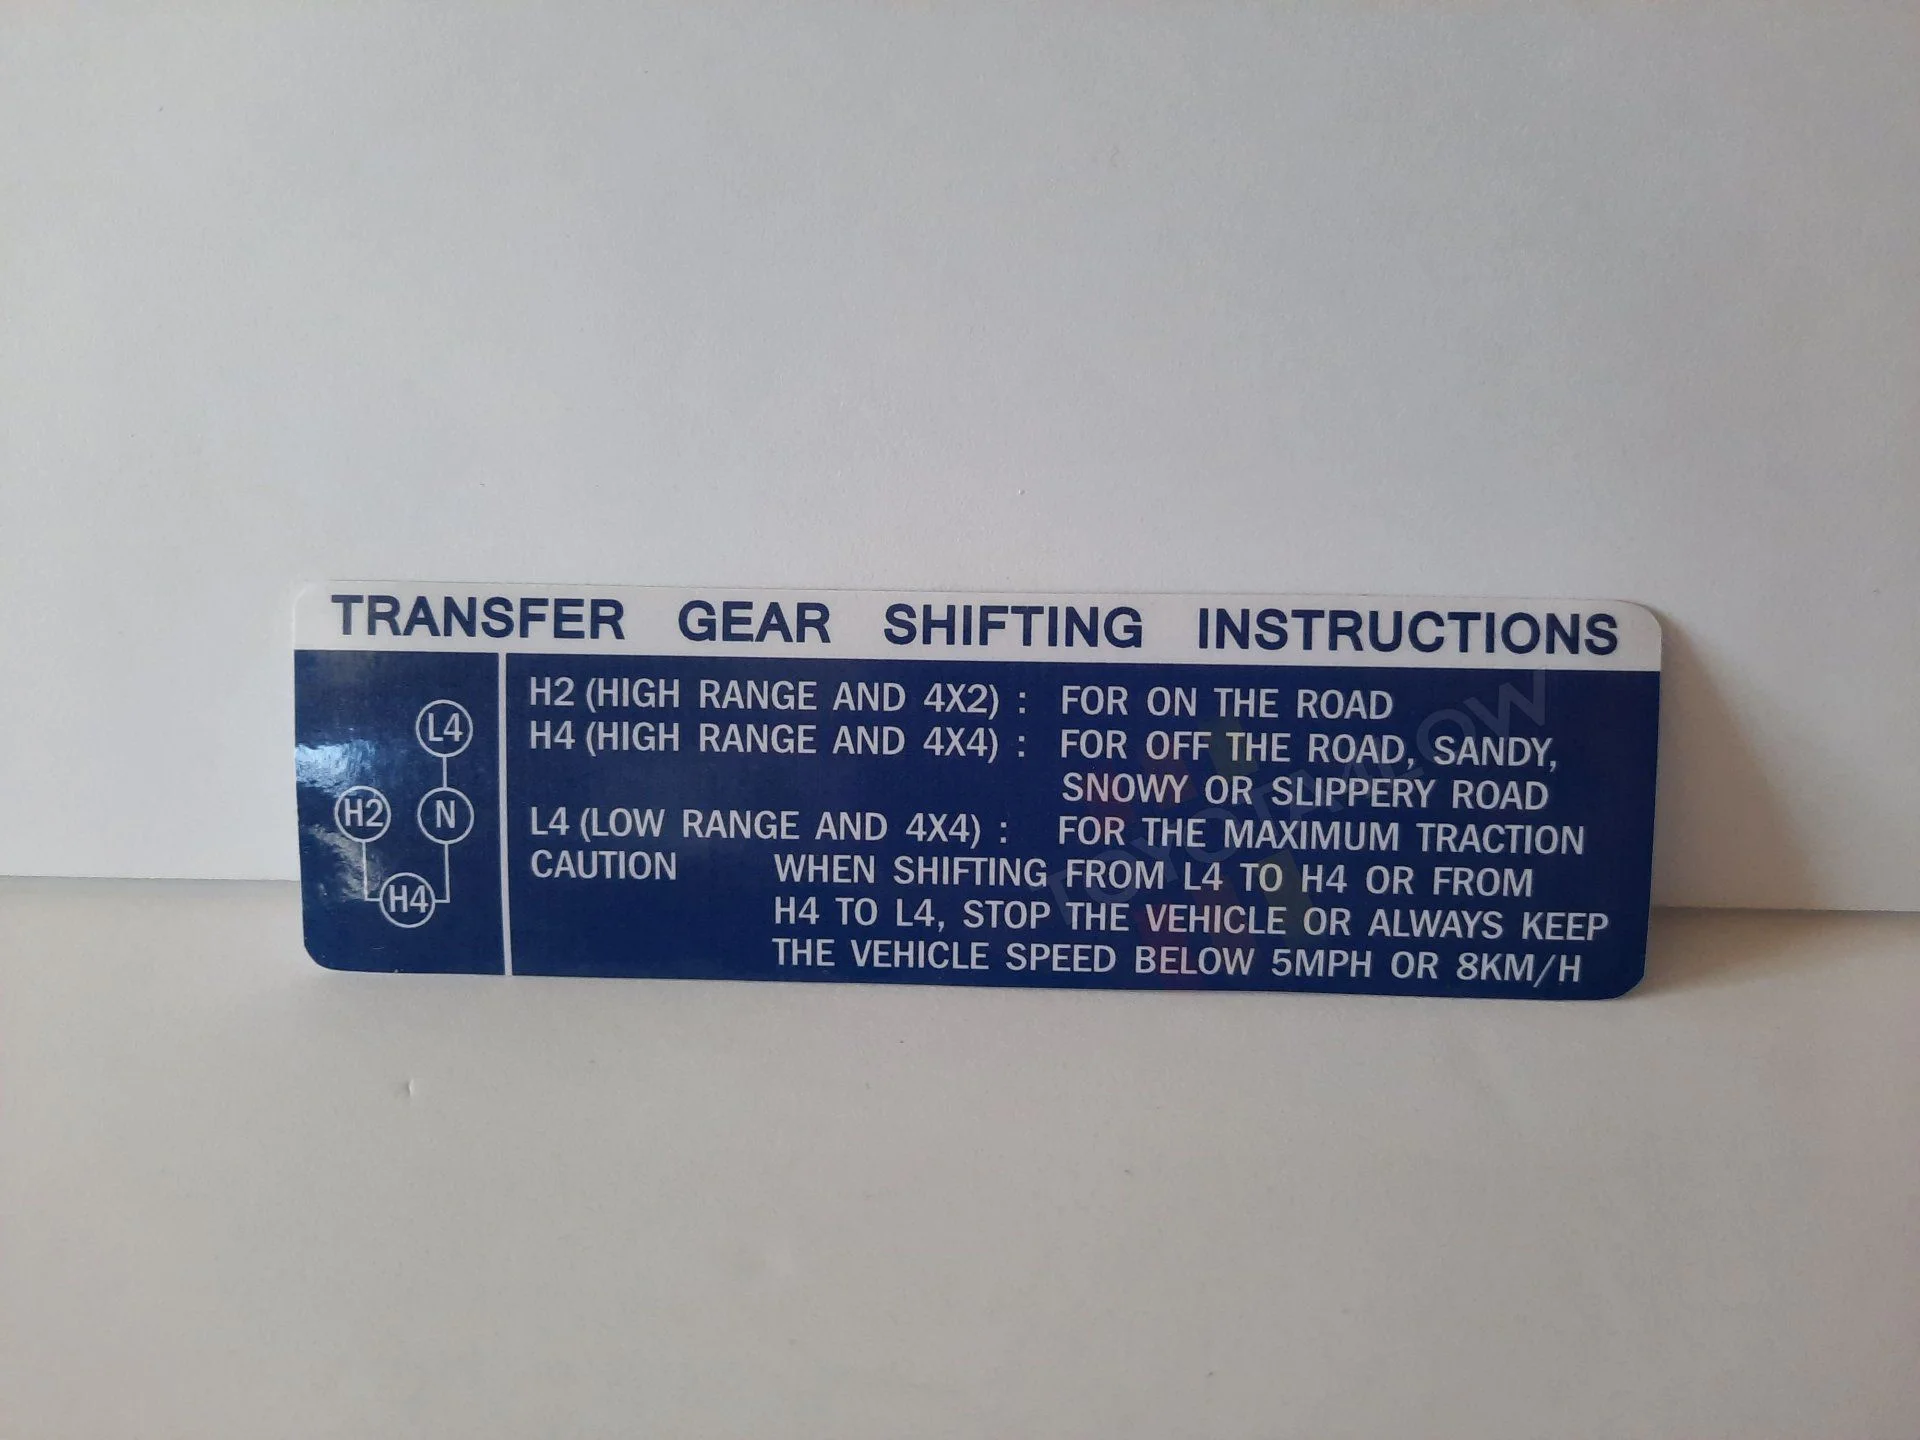 TRANSFER GEAR SHIFTING INSTRUCTIONS
L4
H2 N
H4
H2 (HIGH RANGE AND 4X2) : FOR ON THE ROAD
H4 (HIGH RANGE AND 4X4) : FOR OFF THE ROAD, SANDY,
SNOWY OR SLIPPERY ROAD
L4 (LOW RANGE AND 4X4) : FOR THE MAXIMUM TRACTION
CAUTION WHEN SHIFTING FROM L4 TO H4 OR FROM
H4 TO L4, STOP THE VEHICLE OR ALWAYS KEEP
THE VEHICLE SPEED BELOW 5MPH OR 8KM/H